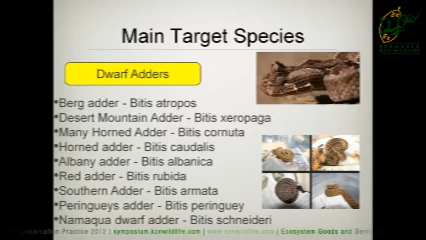 Main Target Species
Dwarf Adders
•Berg adder - Bitis atropos
•Desert Mountain Adder - Bitis xeropaga
•Many Horned Adder - Bitis cornuta
•Horned adder - Bitis caudalis
•Albany adder - Bitis albanica
•Red adder - Bitis rubida
•Southern Adder - Bitis armata
•Peringueys adder - Bitis peringuey
•Namaqua dwarf adder - Bitis schneideri
Practice 2012 | symposium.kznwildlife.com | www.kznwildlife.com | Ecosystem Goods and